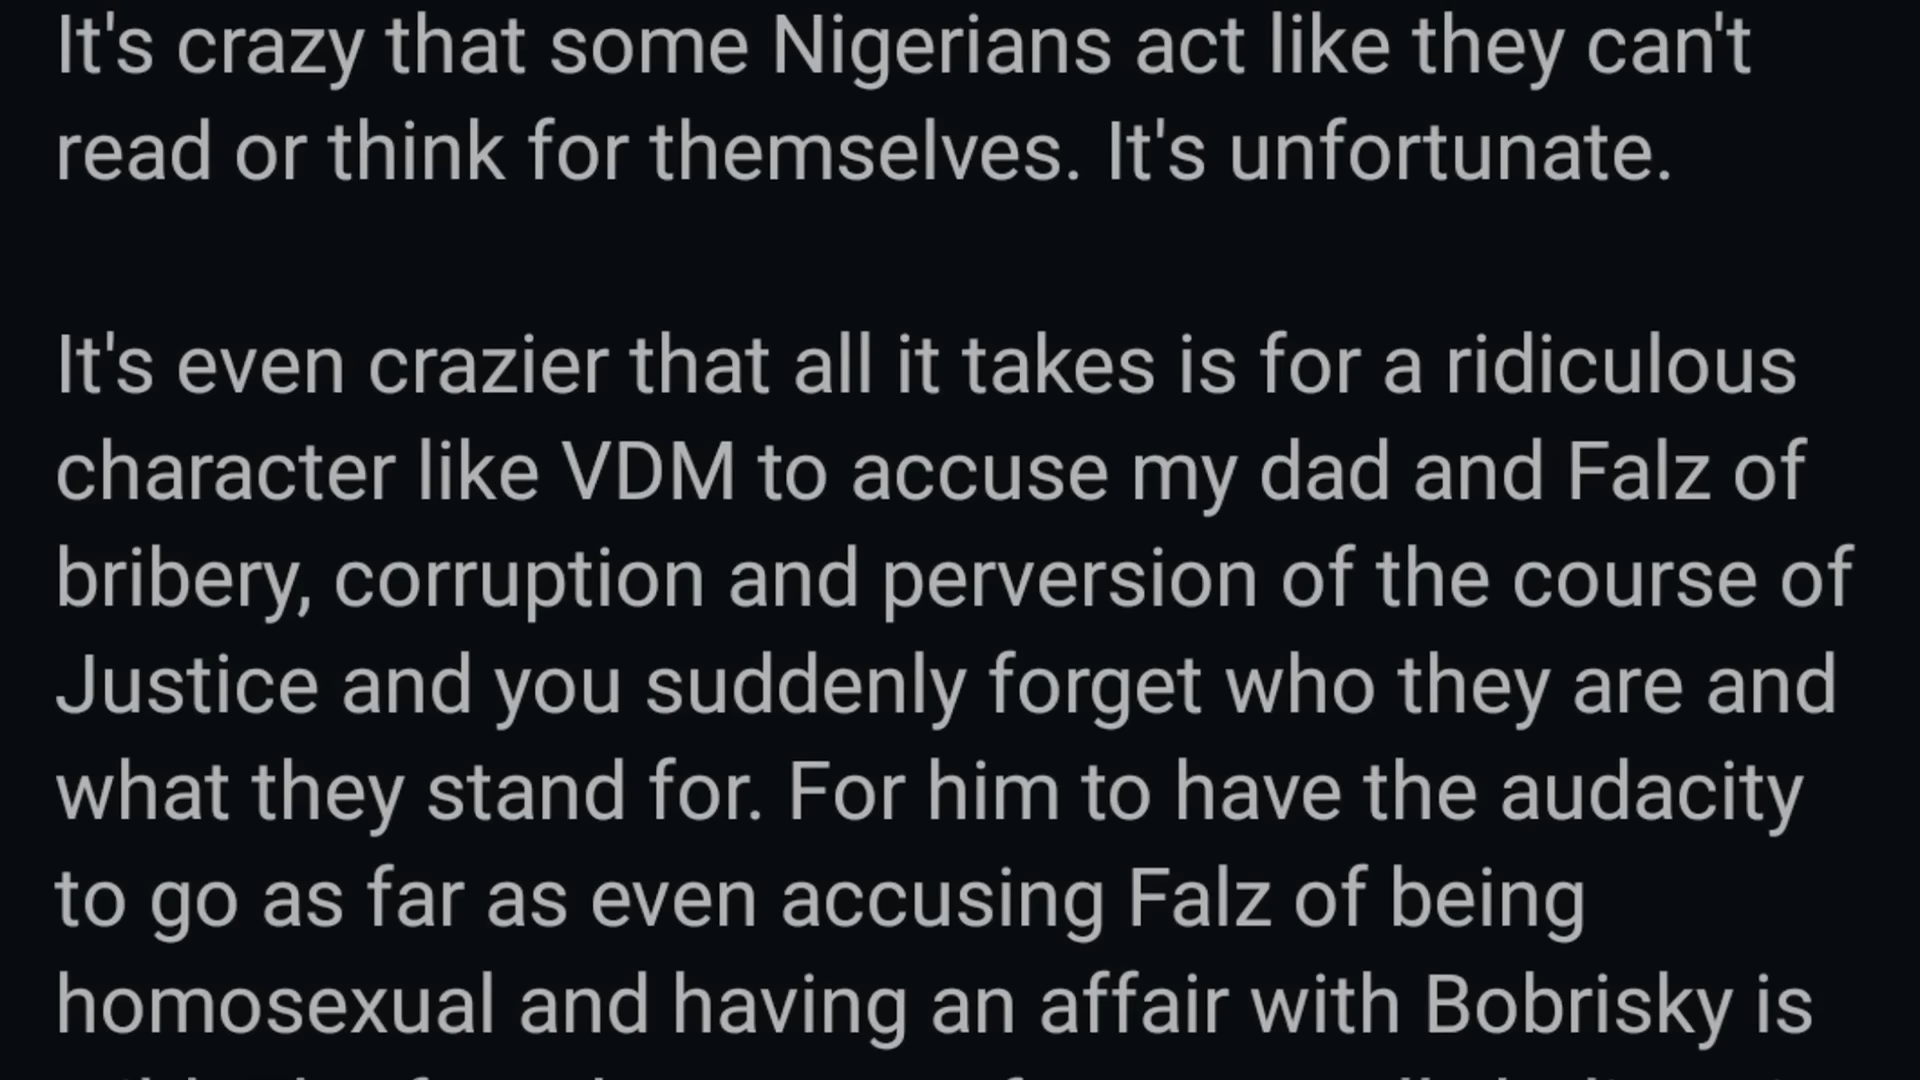 It's crazy that some Nigerians act like they can't
read or think for themselves. It's unfortunate.
It's even crazier that all it takes is for a ridiculous
character like VDM to accuse my dad and Falz of
bribery, corruption and perversion of the course of
Justice and you suddenly forget who they are and
what they stand for. For him to have the audacity
to go as far as even accusing Falz of being
homosexual and having an affair with Bobrisky is